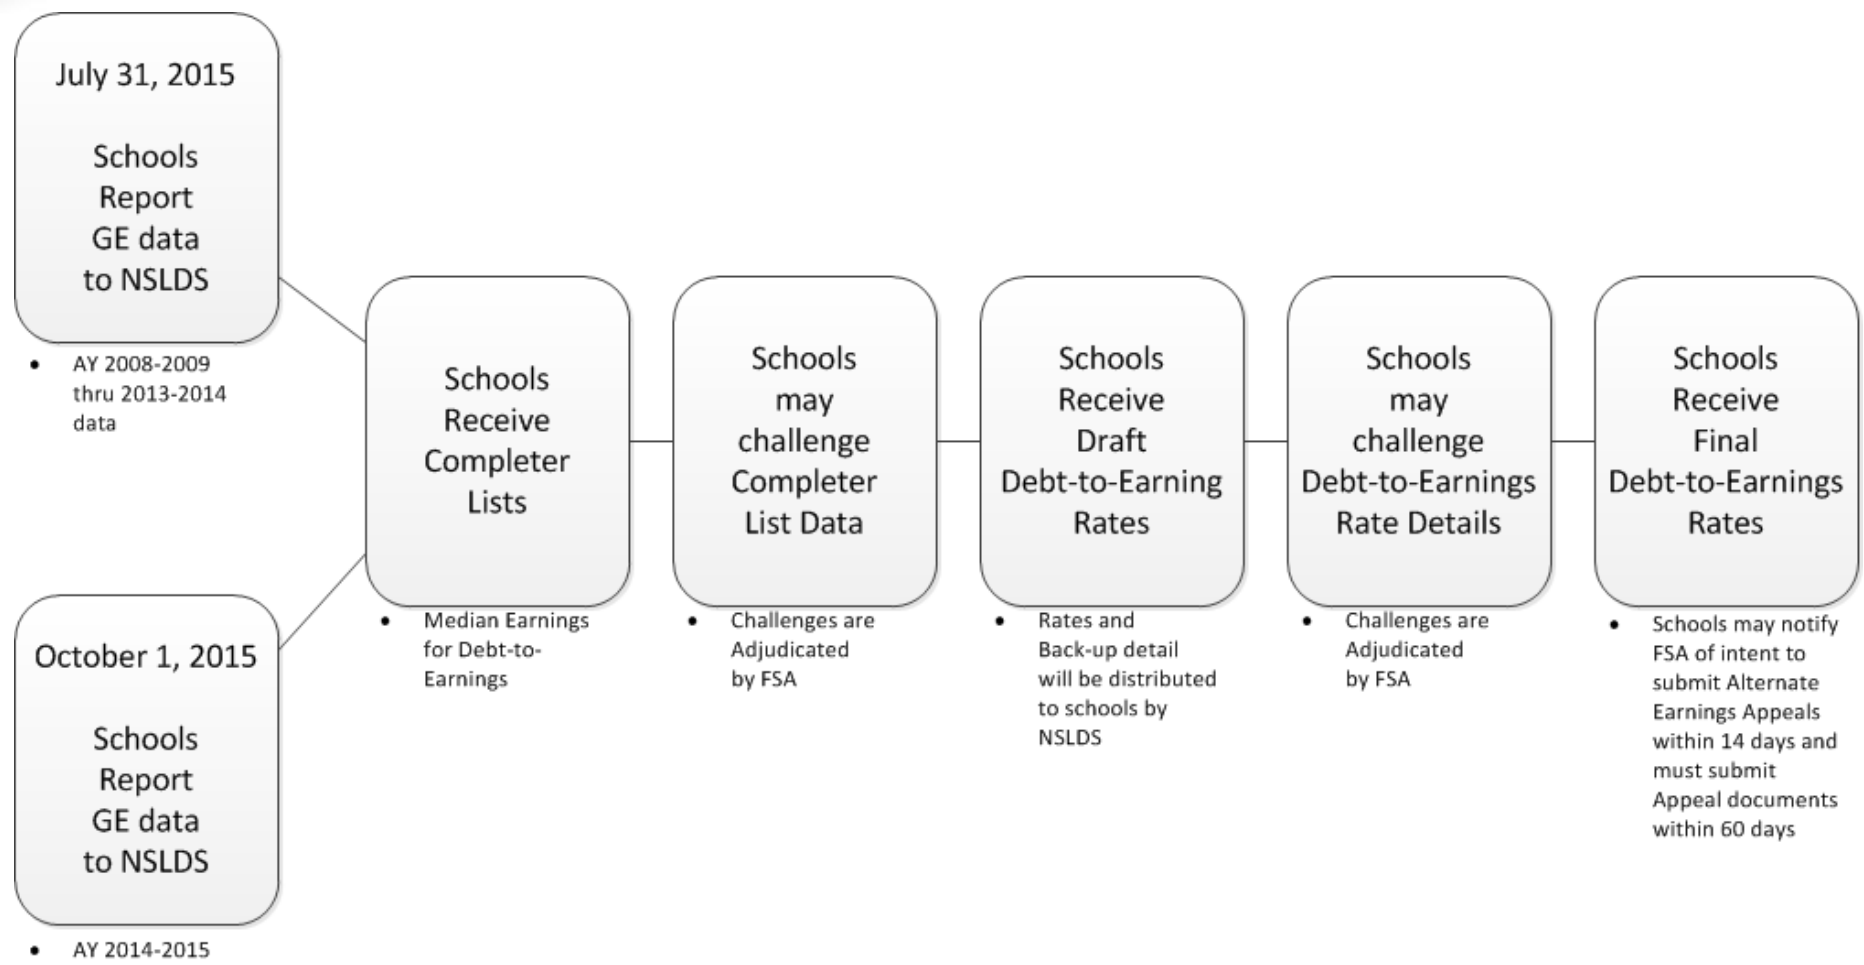 July 31, 2015
Schools
Report
GE data
to NSLDS
• AY 2008-2009
thru 2013-2014
data
October 1, 2015
Schools
Report
GE data
to NSLDS
• AY 2014-2015
Schools
Receive
Completer
Lists
• Median Earnings
for Debt-to-
Earnings
Schools
may
challenge
Completer
List Data
• Challenges are
Adjudicated
by FSA
Schools
Receive
Draft
Debt-to-Earning
Rates
• Rates and
Back-up detail
will be distributed
to schools by
NSLDS
Schools
may
challenge
Debt-to-Earnings
Rate Details
• Challenges are
Adjudicated
by FSA
Schools
Receive
Final
Debt-to-Earnings
Rates
• Schools may notify
FSA of intent to
submit Alternate
Earnings Appeals
within 14 days and
must submit
Appeal documents
within 60 days